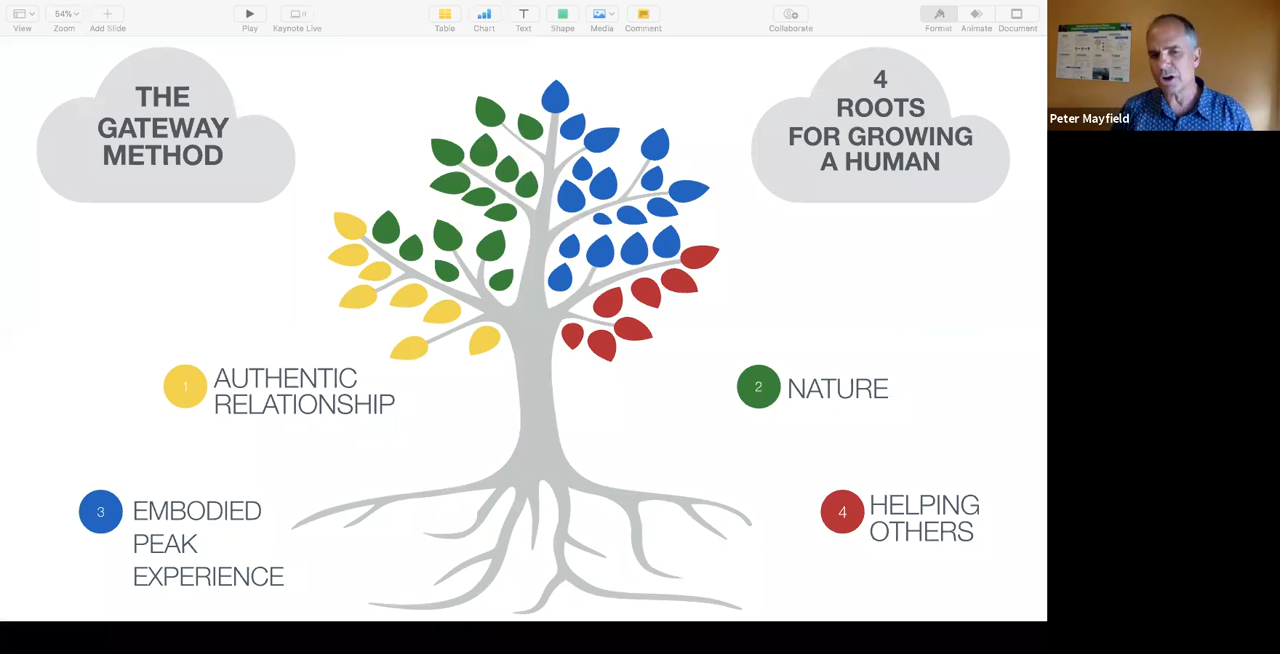 54%
View
Zoom
Add Slide
Play
Keynote Live
Table
Chart
Text
Shape
Media
Comment
Collaborate
Format
Animate
Document
THE
GATEWAY
METHOD
4
ROOTS
FOR GROWING
A HUMAN
Peter Mayfield
1
AUTHENTIC
RELATIONSHIP
2
NATURE
3
EMBODIED
PEAK
EXPERIENCE
4
HELPING
OTHERS